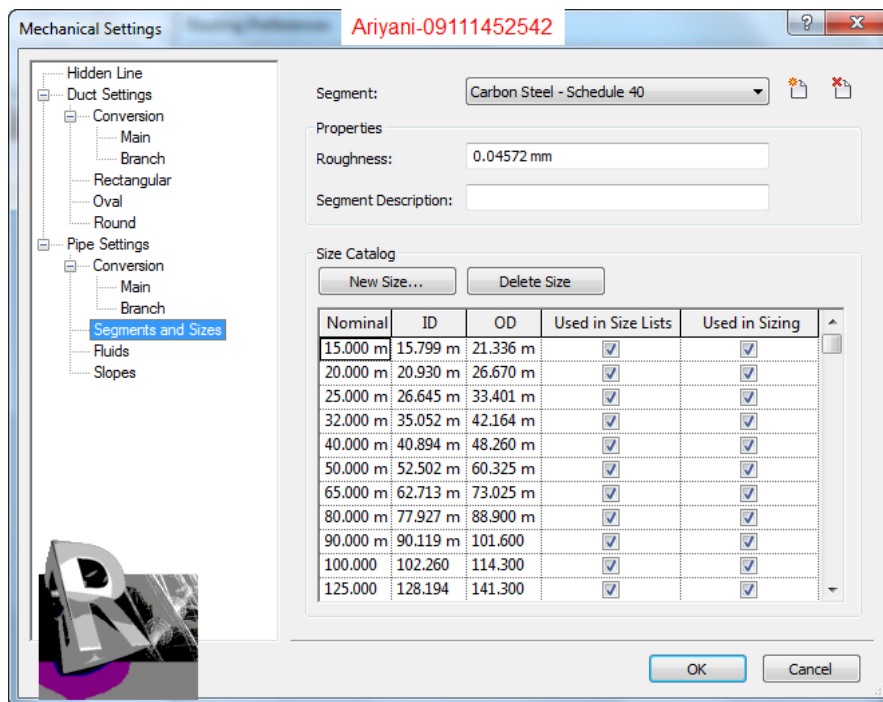 Mechanical Settings
Ariyani-09111452542
Hidden Line
Duct Settings
Conversion
Main
Branch
Rectangular
Oval
Round
Pipe Settings
Conversion
Main
Branch
Segments and Sizes
Fluids
Slopes
Segment: Carbon Steel - Schedule 40
Properties
Roughness: 0.04572 mm
Segment Description:
Size Catalog
New Size... Delete Size
Nominal ID OD Used in Size Lists Used in Sizing
15.000 m 15.799 m 21.336 m
20.000 m 20.930 m 26.670 m
25.000 m 26.645 m 33.401 m
32.000 m 35.052 m 42.164 m
40.000 m 40.894 m 48.260 m
50.000 m 52.502 m 60.325 m
65.000 m 62.713 m 73.025 m
80.000 m 77.927 m 88.900 m
90.000 m 90.119 m 101.600
100.000 102.260 114.300
125.000 128.194 141.300
OK Cancel